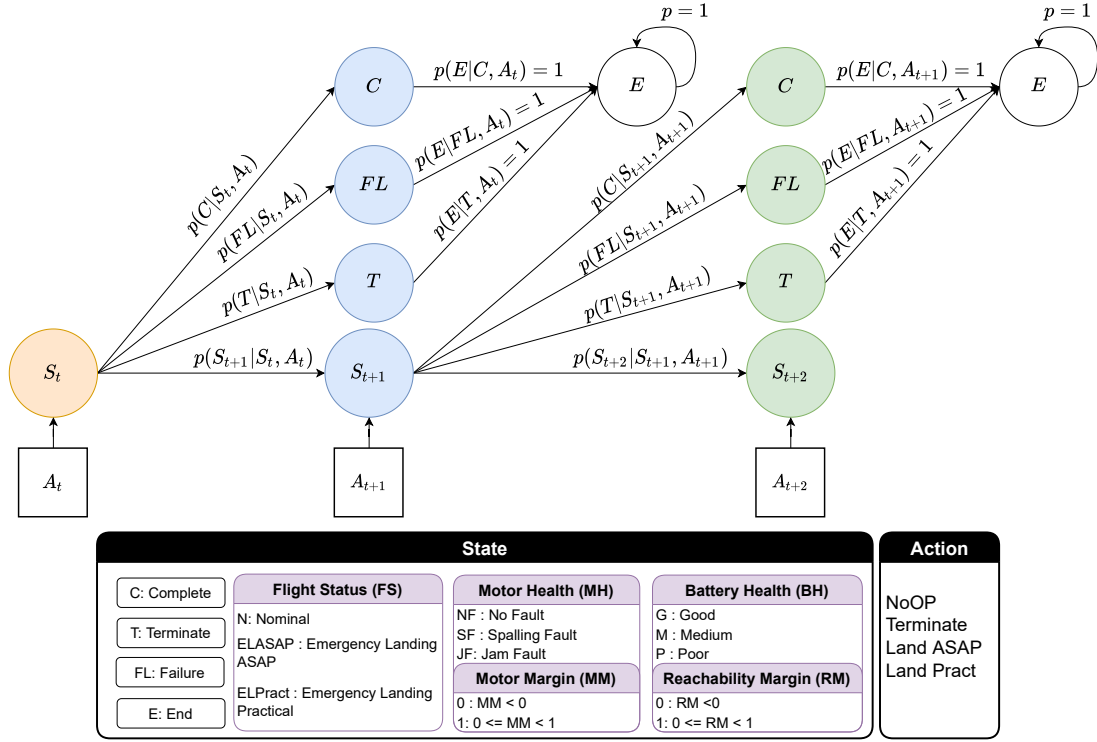 p = 1
p = 1
C
p(E|C, A_t) = 1
E
C
p(E|C, A_{t+1}) = 1
E
p(C|S_t, A_t)
FL
p(E|FL, A_t) = 1
p(C|S_{t+1}, A_{t+1})
FL
p(E|FL, A_{t+1}) = 1
p(FL|S_t, A_t)
p(E|T, A_t) = 1
p(FL|S_{t+1}, A_{t+1})
p(E|T, A_{t+1}) = 1
p(T|S_t, A_t)
T
p(T|S_{t+1}, A_{t+1})
T
S_t
p(S_{t+1}|S_t, A_t)
S_{t+1}
p(S_{t+2}|S_{t+1}, A_{t+1})
S_{t+2}
A_t
A_{t+1}
A_{t+2}
State
C: Complete
T: Terminate
FL: Failure
E: End
Flight Status (FS)
N: Nominal
ELASAP : Emergency Landing
ASAP
ELPract : Emergency Landing
Practical
Motor Health (MH)
NF : No Fault
SF : Spalling Fault
JF: Jam Fault
Motor Margin (MM)
0 : MM < 0
1: 0 <= MM < 1
Battery Health (BH)
G : Good
M : Medium
P : Poor
Reachability Margin (RM)
0 : RM <0
1: 0 <= RM < 1
Action
NoOP
Terminate
Land ASAP
Land Pract